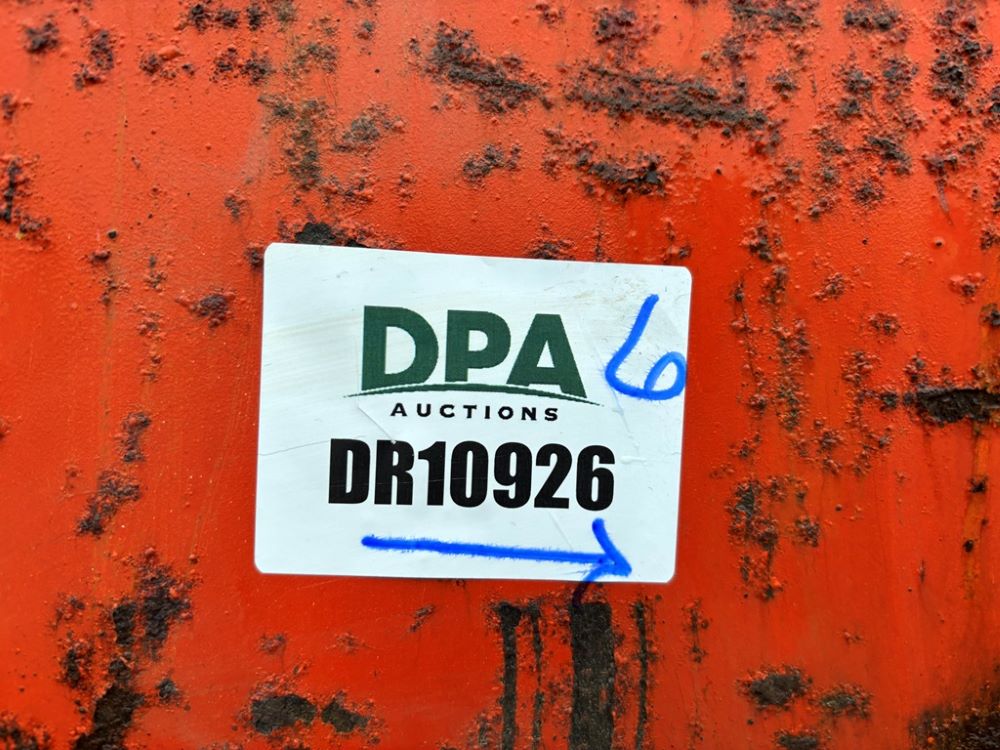 DPA
6
AUCTIONS
DR10926